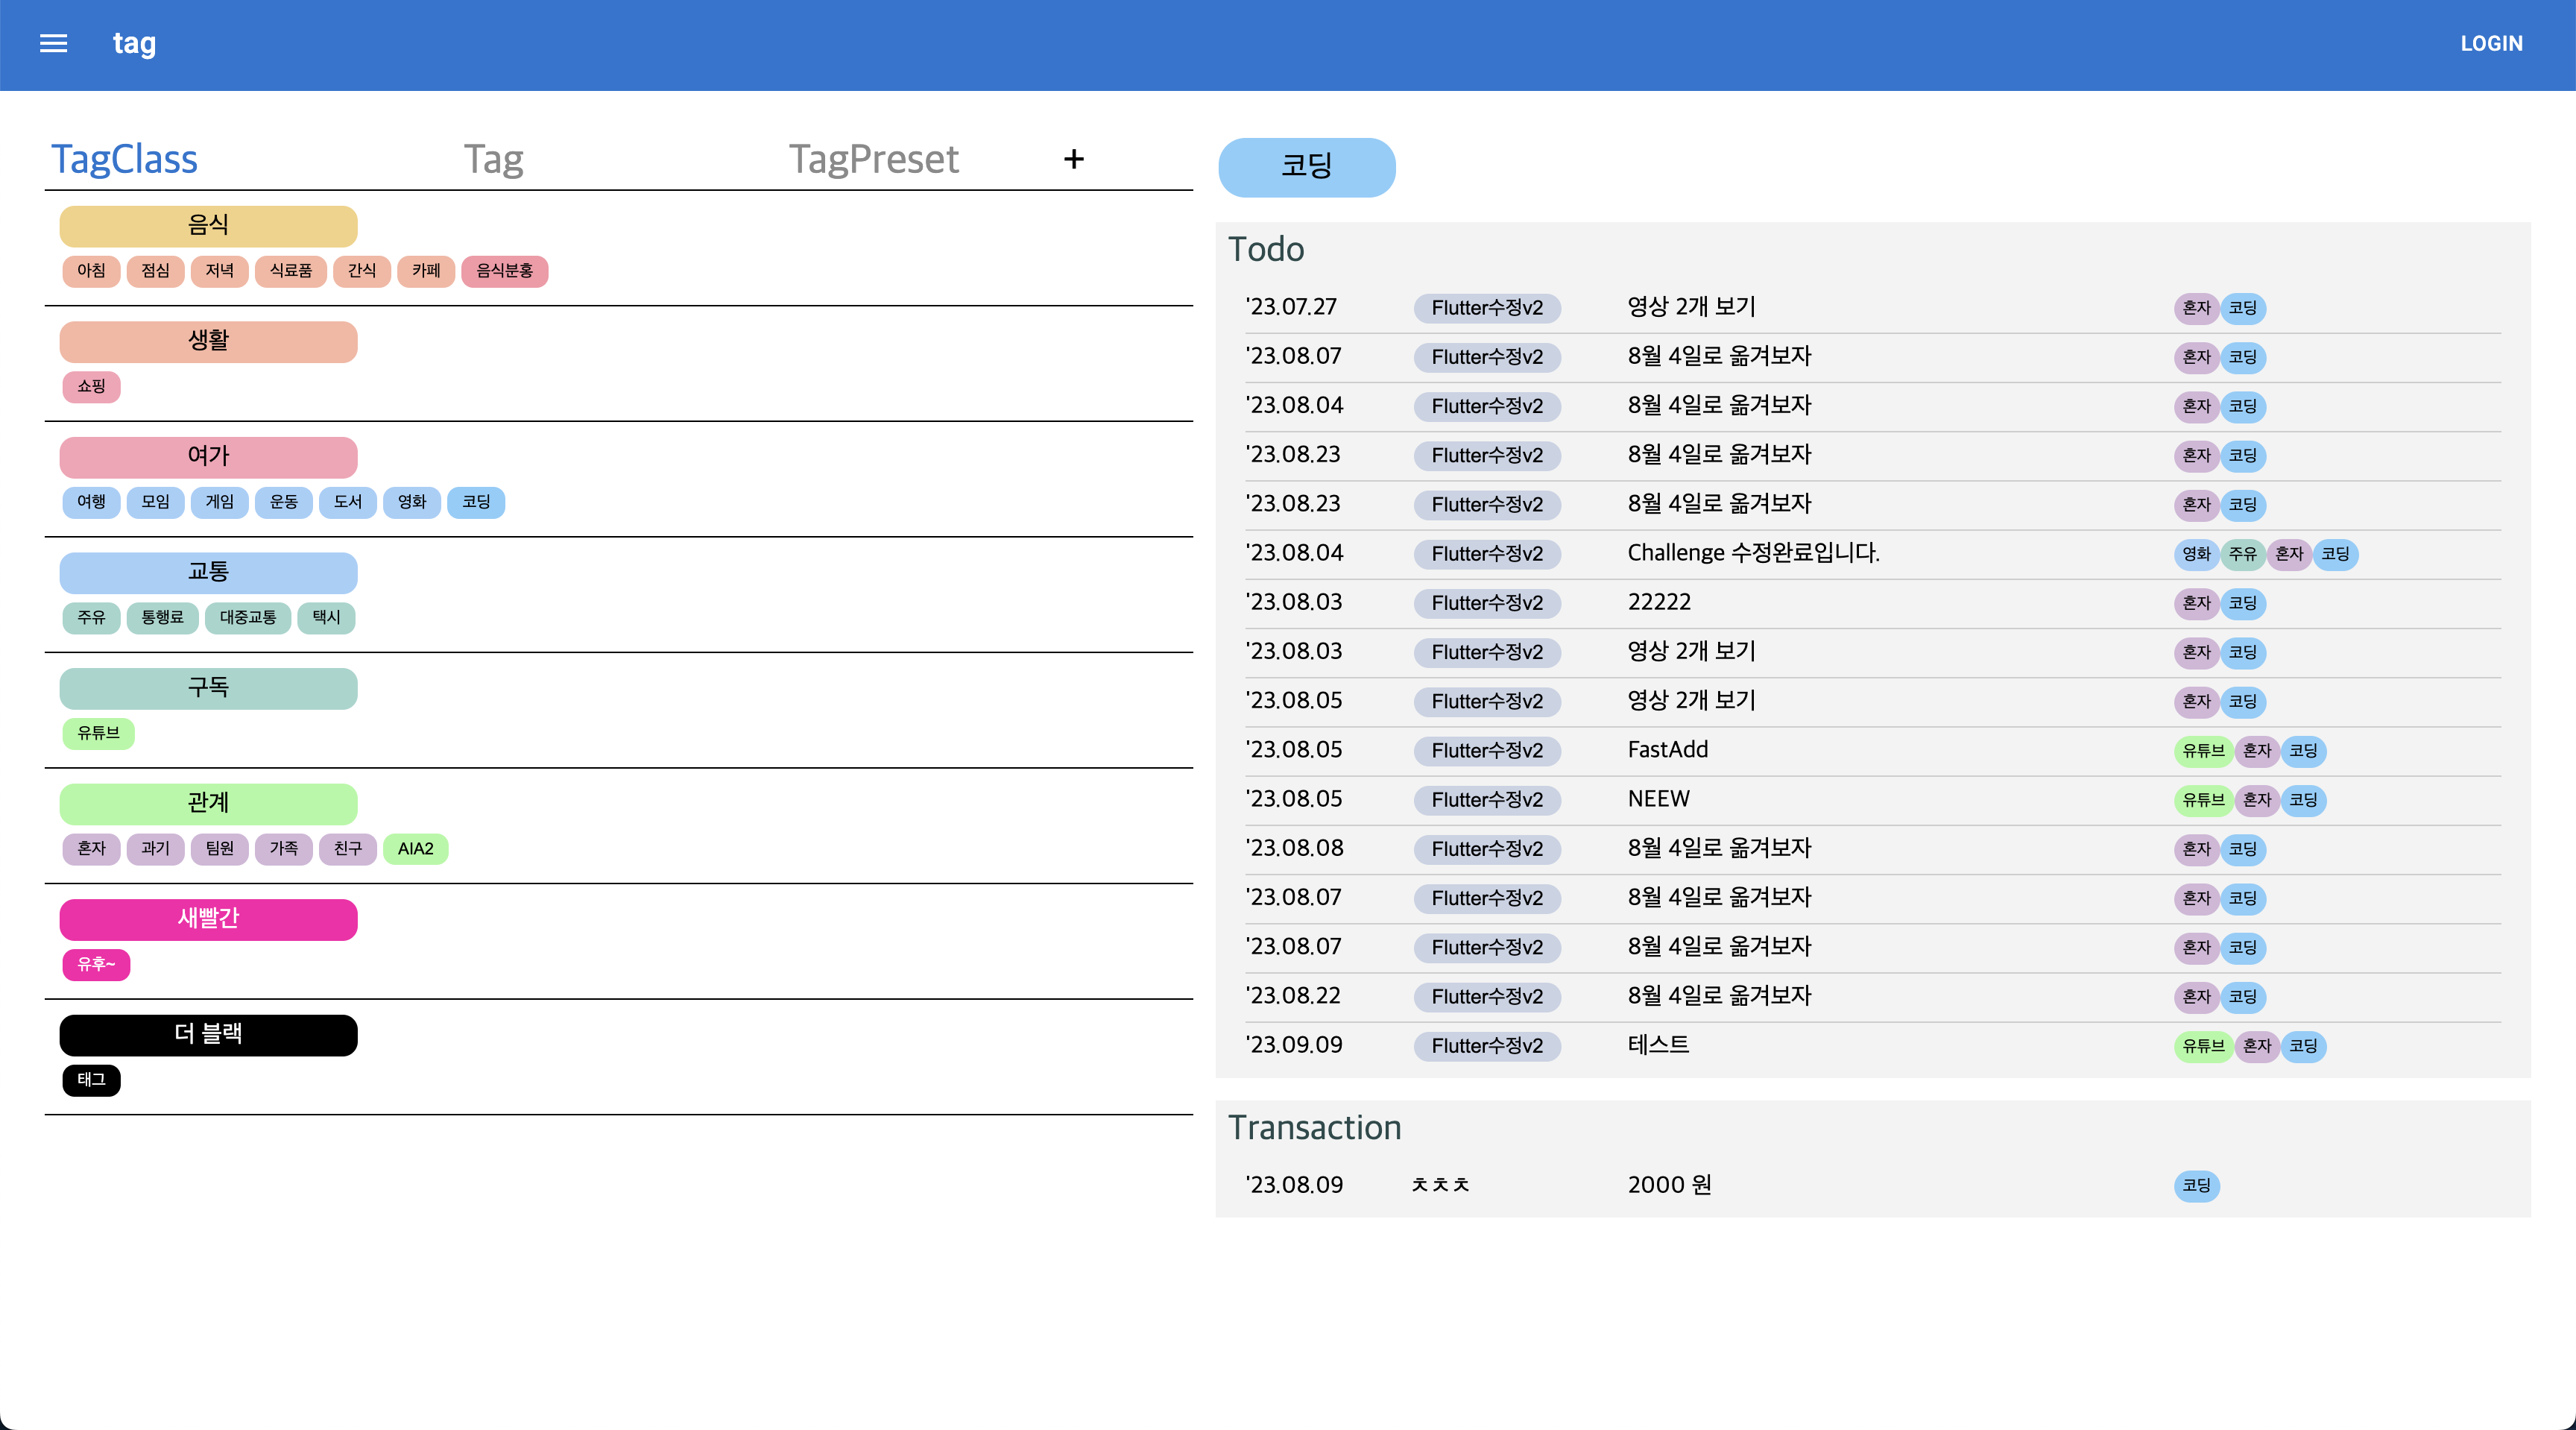 tag
LOGIN
TagClass Tag TagPreset +
음식
아침 점심 저녁 식료품 간식 카페 음식분홍
생활
쇼핑
여가
여행 모임 게임 운동 도서 영화 코딩
교통
주유 통행료 대중교통 택시
구독
유튜브
관계
혼자 과기 팀원 가족 친구 AIA2
새빨간
유후~
더 블랙
태그
코딩
Todo
'23.07.27 Flutter수정v2 영상 2개 보기 혼자 코딩
'23.08.07 Flutter수정v2 8월 4일로 옮겨보자 혼자 코딩
'23.08.04 Flutter수정v2 8월 4일로 옮겨보자 혼자 코딩
'23.08.23 Flutter수정v2 8월 4일로 옮겨보자 혼자 코딩
'23.08.23 Flutter수정v2 8월 4일로 옮겨보자 혼자 코딩
'23.08.04 Flutter수정v2 Challenge 수정완료입니다. 영화 주유 혼자 코딩
'23.08.03 Flutter수정v2 22222 혼자 코딩
'23.08.03 Flutter수정v2 영상 2개 보기 혼자 코딩
'23.08.05 Flutter수정v2 영상 2개 보기 혼자 코딩
'23.08.05 Flutter수정v2 FastAdd 유튜브 혼자 코딩
'23.08.05 Flutter수정v2 NEEW 유튜브 혼자 코딩
'23.08.08 Flutter수정v2 8월 4일로 옮겨보자 혼자 코딩
'23.08.07 Flutter수정v2 8월 4일로 옮겨보자 혼자 코딩
'23.08.07 Flutter수정v2 8월 4일로 옮겨보자 혼자 코딩
'23.08.22 Flutter수정v2 8월 4일로 옮겨보자 혼자 코딩
'23.09.09 Flutter수정v2 테스트 유튜브 혼자 코딩
Transaction
'23.08.09 ㅊㅊㅊ 2000 원 코딩